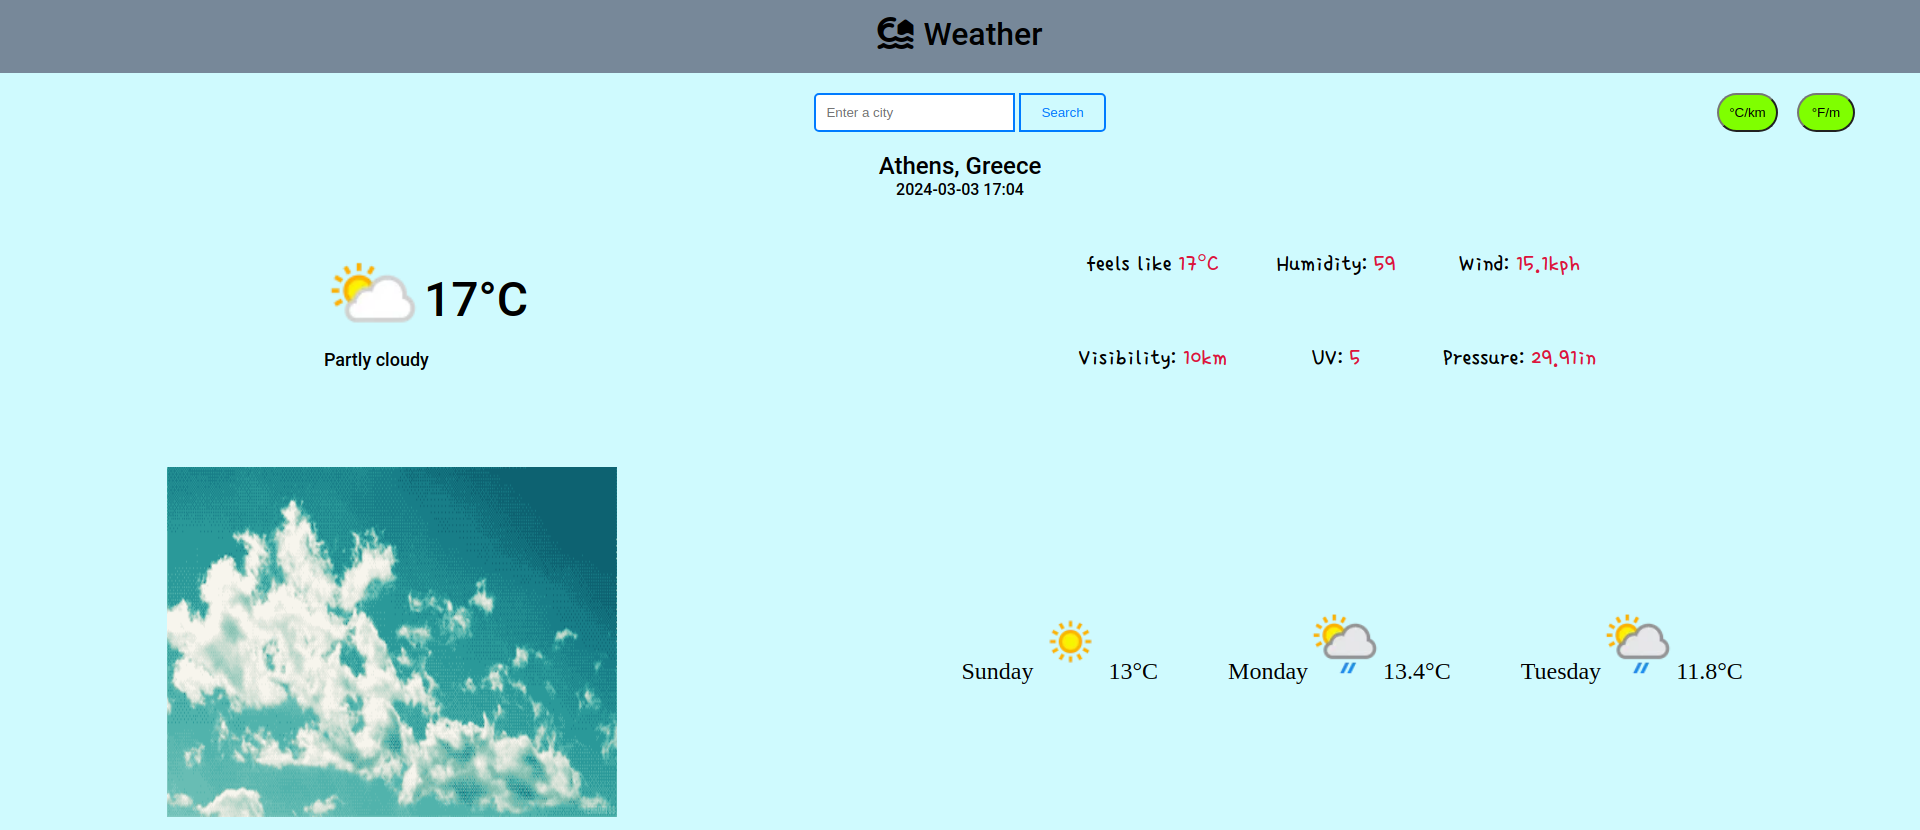 Weather
Enter a city Search °C/km °F/m
Athens, Greece
2024-03-03 17:04
17°C
Partly cloudy
feels like 17°C Humidity: 59 Wind: 15.1kph
Visibility: 10km UV: 5 Pressure: 29.91in
Sunday 13°C Monday 13.4°C Tuesday 11.8°C